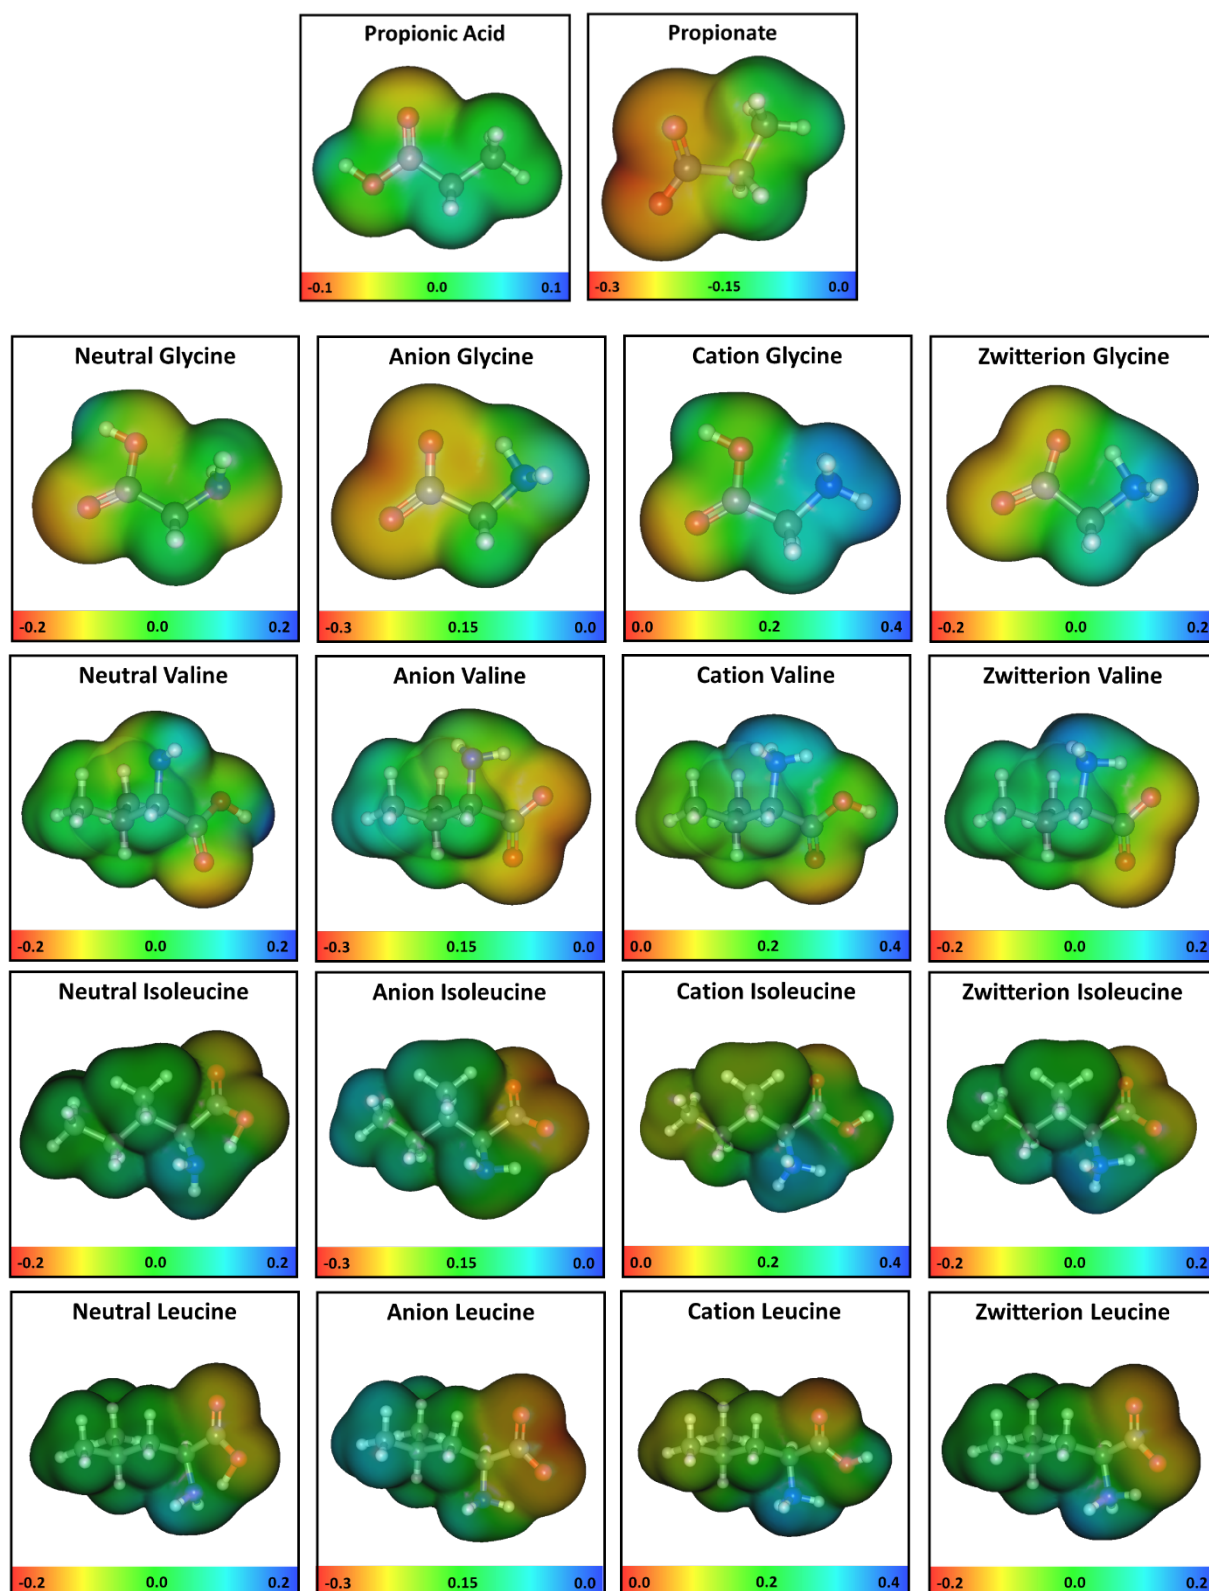 Propionic Acid Propionate
-0.1 0.0 0.1 -0.3 -0.15 0.0
Neutral Glycine Anion Glycine Cation Glycine Zwitterion Glycine
-0.2 0.0 0.2 -0.3 0.15 0.0 0.0 0.2 0.4 -0.2 0.0 0.2
Neutral Valine Anion Valine Cation Valine Zwitterion Valine
-0.2 0.0 0.2 -0.3 0.15 0.0 0.0 0.2 0.4 -0.2 0.0 0.2
Neutral Isoleucine Anion Isoleucine Cation Isoleucine Zwitterion Isoleucine
-0.2 0.0 0.2 -0.3 0.15 0.0 0.0 0.2 0.4 -0.2 0.0 0.2
Neutral Leucine Anion Leucine Cation Leucine Zwitterion Leucine
-0.2 0.0 0.2 -0.3 0.15 0.0 0.0 0.2 0.4 -0.2 0.0 0.2